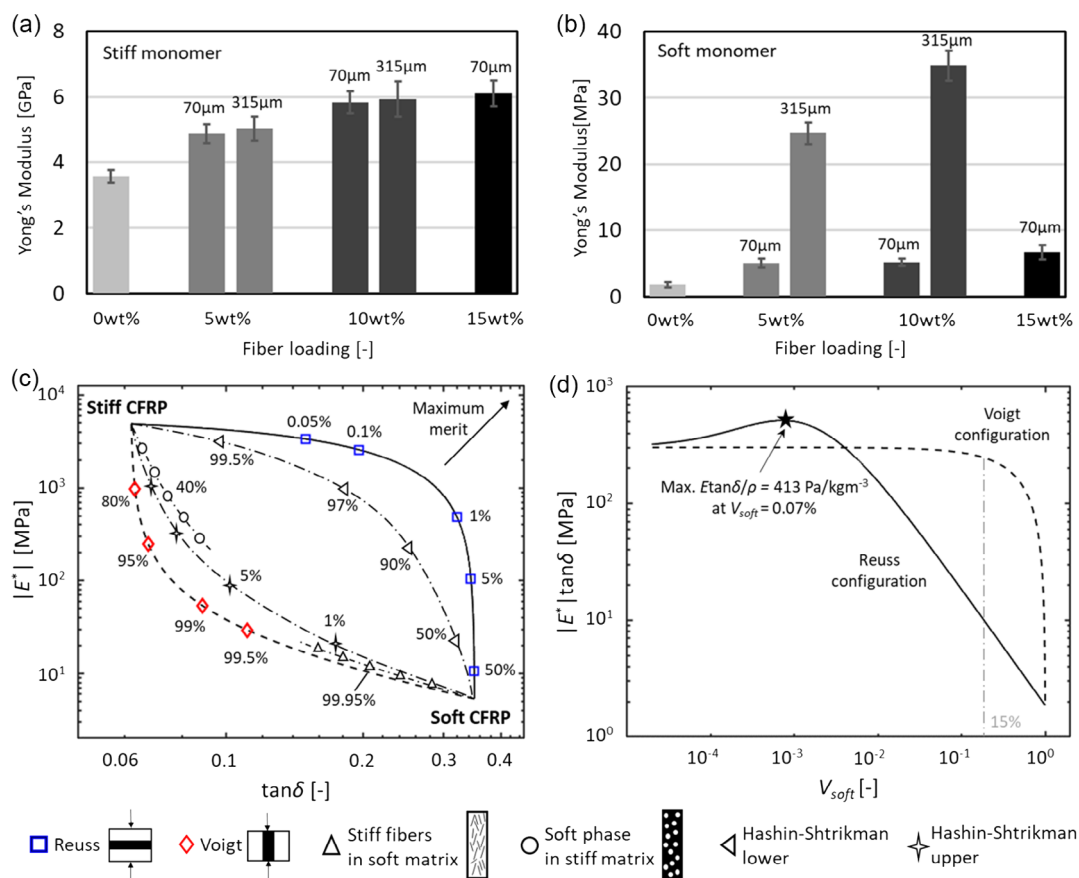 (a)
Stiff monomer
Yong's Modulus [GPa]
8
6
4
2
0
70µm
315µm
70µm
315µm
70µm
0wt%
5wt%
10wt%
15wt%
Fiber loading [-]
(b)
Soft monomer
Yong's Modulus[MPa]
40
30
20
10
0
70µm
315µm
70µm
315µm
70µm
0wt%
5wt%
10wt%
15wt%
Fiber loading [-]
(c)
|E*| [MPa]
10⁴
10³
10²
10¹
Stiff CFRP
Maximum
merit
0.05%
0.1%
99.5%
40%
97%
80%
1%
95%
90%
5%
5%
99%
1%
50%
99.5%
50%
99.95%
Soft CFRP
0.06
0.1
0.2
0.3
0.4
tanδ [-]
(d)
|E*|tanδ [MPa]
10³
10²
10¹
10⁰
Voigt
configuration
Max. Etanδ/ρ = 413 Pa/kgm⁻³
at Vsoft = 0.07%
Reuss
configuration
15%
10⁻⁴
10⁻³
10⁻²
10⁻¹
10⁰
Vsoft [-]
Reuss
Voigt
Stiff fibers
in soft matrix
Soft phase
in stiff matrix
Hashin-Shtrikman
lower
Hashin-Shtrikman
upper